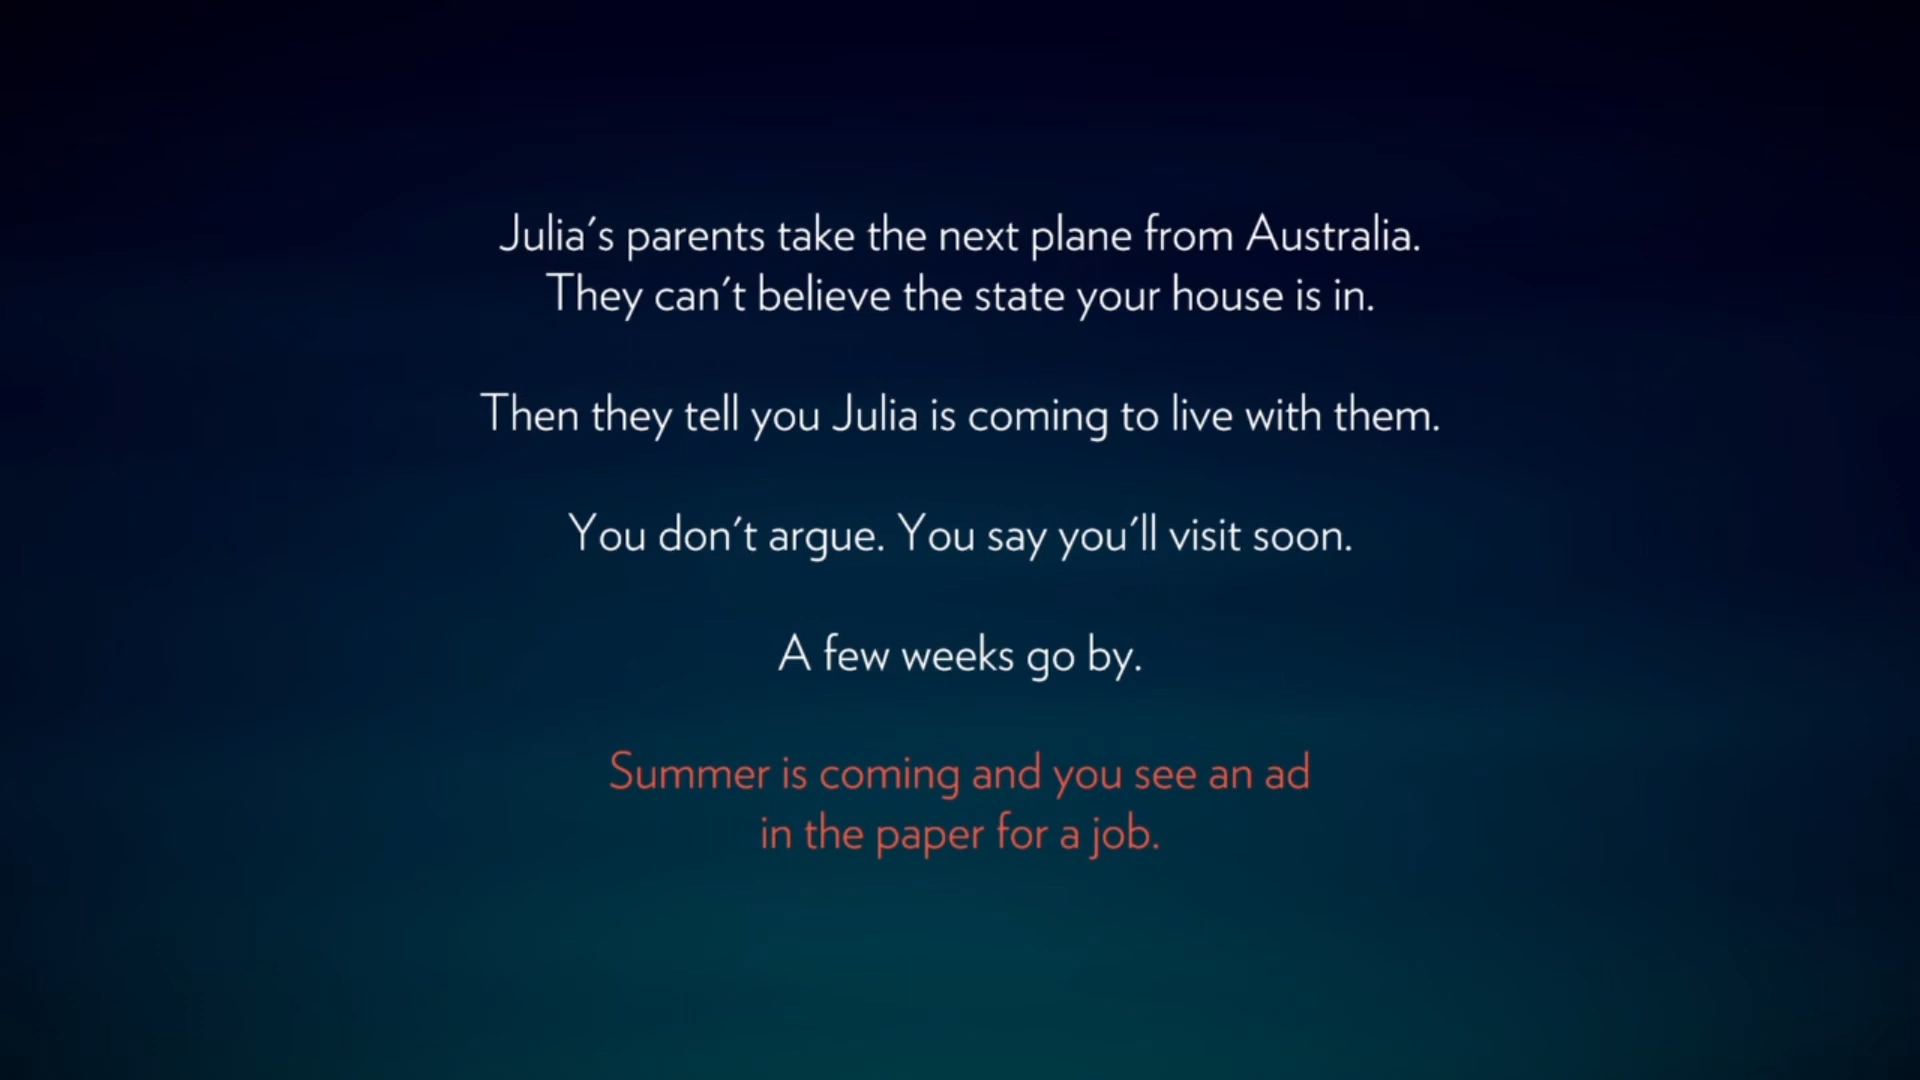 Julia's parents take the next plane from Australia.
They can't believe the state your house is in.
Then they tell you Julia is coming to live with them.
You don't argue. You say you'll visit soon.
A few weeks go by.
Summer is coming and you see an ad
in the paper for a job.